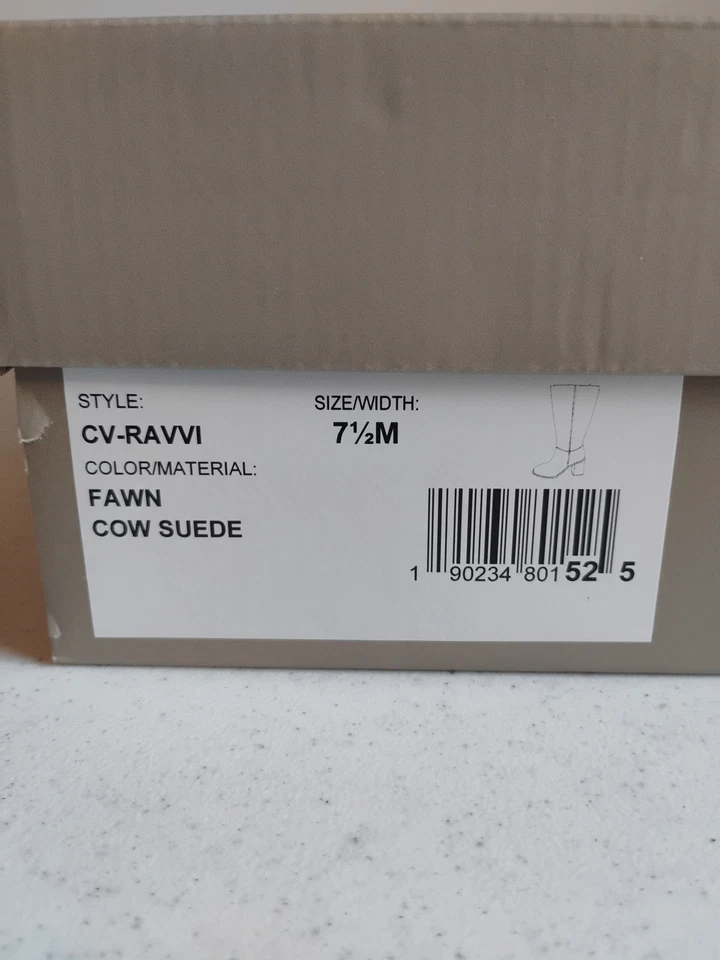 STYLE: SIZE/WIDTH:
CV-RAVVI 7½M
COLOR/MATERIAL:
FAWN
COW SUEDE
1 90234 80152 5